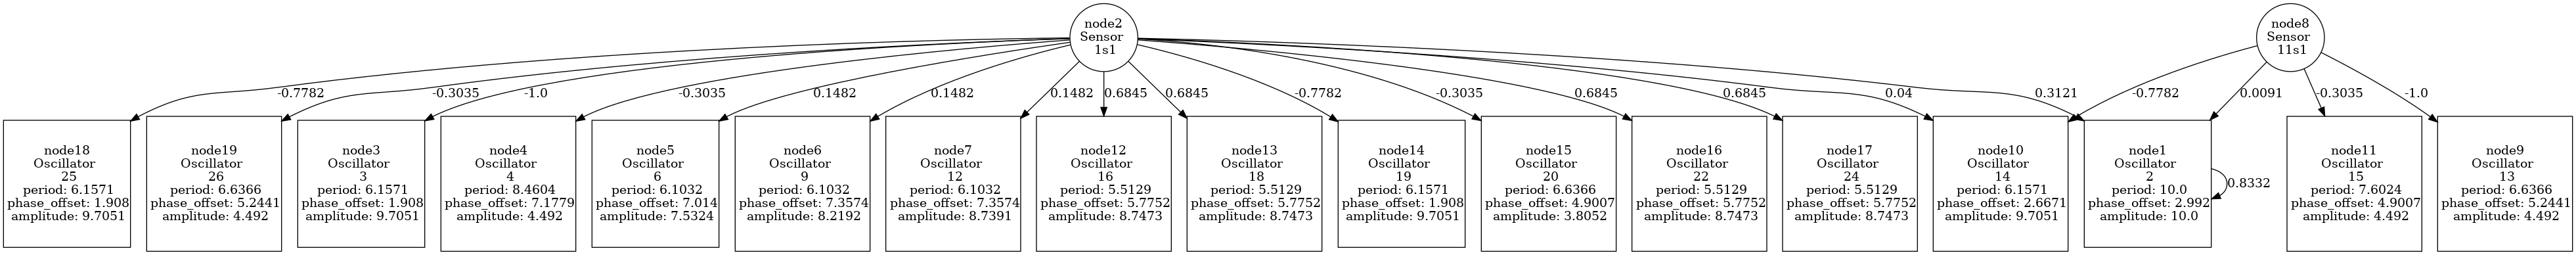 node2
Sensor
1s1
node8
Sensor
11s1
-0.7782
-0.3035
-1.0
-0.3035
0.1482
0.1482
0.1482
0.6845
0.6845
-0.7782
-0.3035
0.6845
0.6845
0.04
0.3121
-0.7782
0.0091
-0.3035
-1.0
node18
Oscillator
25
period: 6.1571
phase_offset: 1.908
amplitude: 9.7051
node19
Oscillator
26
period: 6.6366
phase_offset: 5.2441
amplitude: 4.492
node3
Oscillator
3
period: 6.1571
phase_offset: 1.908
amplitude: 9.7051
node4
Oscillator
4
period: 8.4604
phase_offset: 7.1779
amplitude: 4.492
node5
Oscillator
6
period: 6.1032
phase_offset: 7.014
amplitude: 7.5324
node6
Oscillator
9
period: 6.1032
phase_offset: 7.3574
amplitude: 8.2192
node7
Oscillator
12
period: 6.1032
phase_offset: 7.3574
amplitude: 8.7391
node12
Oscillator
16
period: 5.5129
phase_offset: 5.7752
amplitude: 8.7473
node13
Oscillator
18
period: 5.5129
phase_offset: 5.7752
amplitude: 8.7473
node14
Oscillator
19
period: 6.1571
phase_offset: 1.908
amplitude: 9.7051
node15
Oscillator
20
period: 6.6366
phase_offset: 4.9007
amplitude: 3.8052
node16
Oscillator
22
period: 5.5129
phase_offset: 5.7752
amplitude: 8.7473
node17
Oscillator
24
period: 5.5129
phase_offset: 5.7752
amplitude: 8.7473
node10
Oscillator
14
period: 6.1571
phase_offset: 2.6671
amplitude: 9.7051
node1
Oscillator
2
period: 10.0
phase_offset: 2.992
amplitude: 10.0
0.8332
node11
Oscillator
15
period: 7.6024
phase_offset: 4.9007
amplitude: 4.492
node9
Oscillator
13
period: 6.6366
phase_offset: 5.2441
amplitude: 4.492